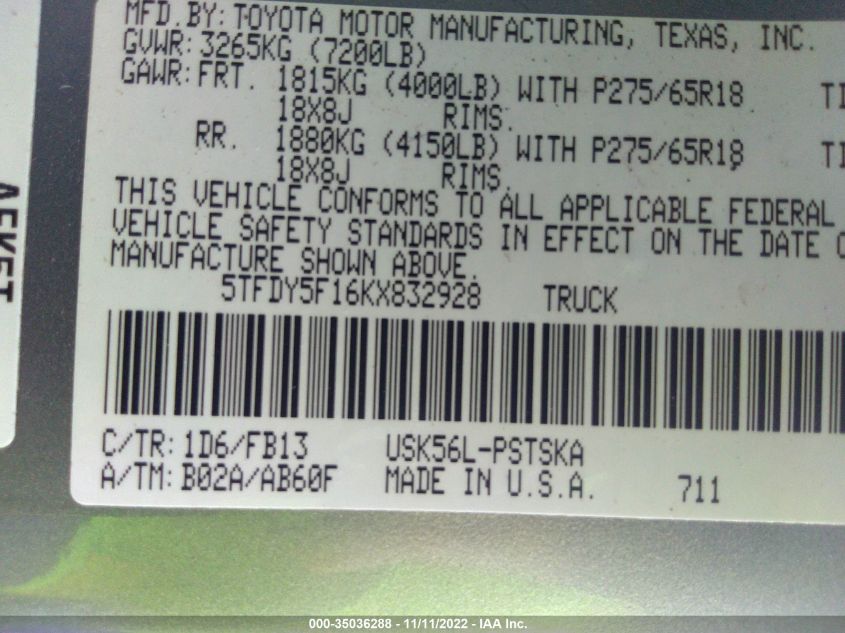 MFD.BY: TOYOTA MOTOR MANUFACTURING, TEXAS, INC.
GVWR: 3265KG (7200LB)
GAWR: FRT. 1815KG (4000LB) WITH P275/65R18 TI
18X8J RIMS.
RR. 1880KG (4150LB) WITH P275/65R18 TI
18X8J RIMS.
THIS VEHICLE CONFORMS TO ALL APPLICABLE FEDERAL
VEHICLE SAFETY STANDARDS IN EFFECT ON THE DATE O
MANUFACTURE SHOWN ABOVE.
5TFDY5F16KX832928 TRUCK
C/TR: 1D6/FB13 USK56L-PSTSKA
A/TM: B02A/AB60F MADE IN U.S.A. 711
000-35036288 - 11/11/2022 - IAA Inc.